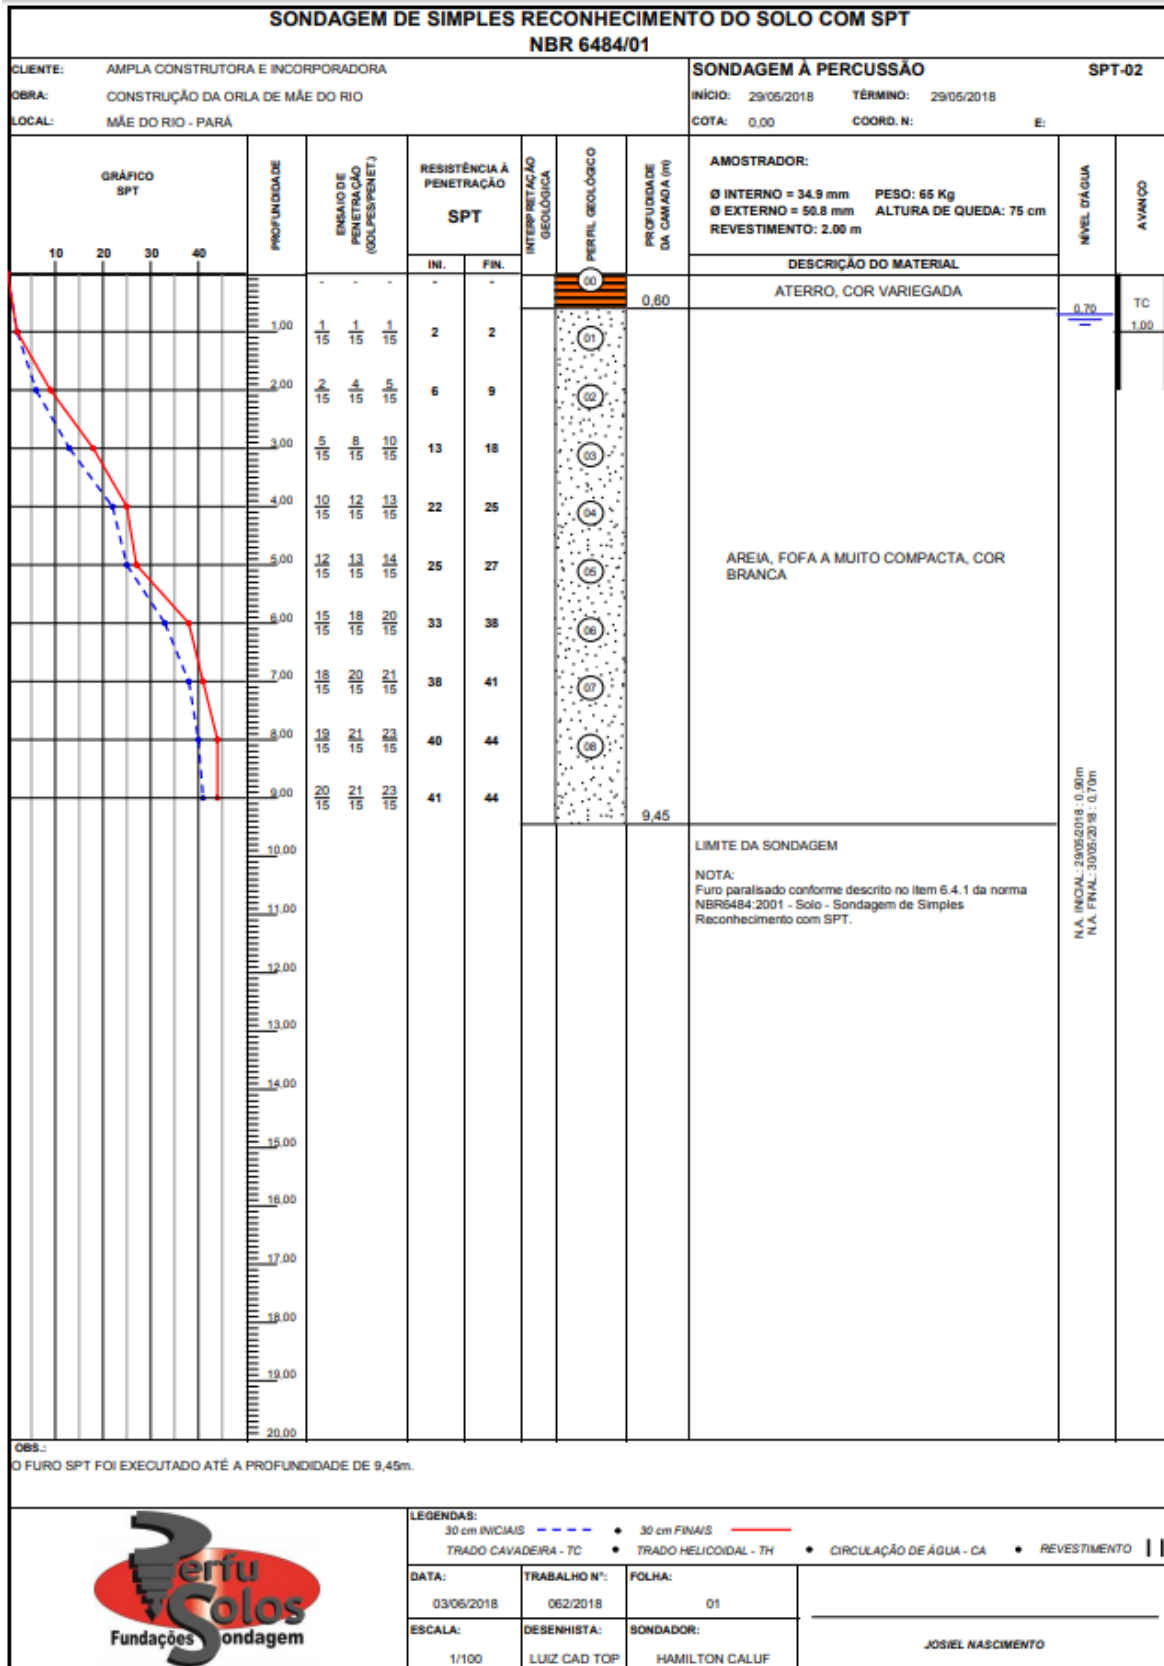 SONDAGEM DE SIMPLES RECONHECIMENTO DO SOLO COM SPT
NBR 6484/01
CLIENTE: AMPLA CONSTRUTORA E INCORPORADORA
OBRA: CONSTRUÇÃO DA ORLA DE MÃE DO RIO
LOCAL: MÃE DO RIO - PARÁ
SONDAGEM À PERCUSSÃO SPT-02
INÍCIO: 29/05/2018 TÉRMINO: 29/05/2018
COTA: 0,00 COORD. N: E:
GRÁFICO
SPT
10 20 30 40
PROFUNDIDADE
ENSAIO DE
PENETRAÇÃO
(GOLPES/PENET.)
RESISTÊNCIA À
PENETRAÇÃO
SPT
INI. FIN.
INTERPRETAÇÃO
GEOLÓGICA
PERFIL GEOLÓGICO
PROFUDIDADE
DA CAMADA (m)
AMOSTRADOR:
Ø INTERNO = 34.9 mm PESO: 65 Kg
Ø EXTERNO = 50.8 mm ALTURA DE QUEDA: 75 cm
REVESTIMENTO: 2.00 m
DESCRIÇÃO DO MATERIAL
NÍVEL D'ÁGUA
AVANÇO
- - - - - 00
0,60 ATERRO, COR VARIEGADA
0,70 TC
1,00
1,00 1/15 1/15 1/15 2 2 01
2,00 2/15 4/15 5/15 6 9 02
3,00 5/15 8/15 10/15 13 18 03
4,00 10/15 12/15 13/15 22 25 04
5,00 12/15 13/15 14/15 25 27 05
AREIA, FOFA A MUITO COMPACTA, COR
BRANCA
6,00 15/15 18/15 20/15 33 38 06
7,00 18/15 20/15 21/15 38 41 07
8,00 19/15 21/15 23/15 40 44 08
9,00 20/15 21/15 23/15 41 44
9,45
10,00
11,00
12,00
13,00
14,00
15,00
16,00
17,00
18,00
19,00
20,00
LIMITE DA SONDAGEM
NOTA:
Furo paralisado conforme descrito no item 6.4.1 da norma
NBR6484:2001 - Solo - Sondagem de Simples
Reconhecimento com SPT.
N.A. INICIAL: 29/05/2018 : 0,90m
N.A. FINAL: 30/05/2018 : 0,70m
OBS.:
O FURO SPT FOI EXECUTADO ATÉ A PROFUNDIDADE DE 9,45m.
Perfu
Solos
Fundações Sondagem
LEGENDAS:
30 cm INICIAIS 30 cm FINAIS
TRADO CAVADEIRA - TC • TRADO HELICOIDAL - TH • CIRCULAÇÃO DE ÁGUA - CA • REVESTIMENTO
DATA: TRABALHO Nº: FOLHA:
03/06/2018 062/2018 01
ESCALA: DESENHISTA: SONDADOR:
1/100 LUIZ CAD TOP HAMILTON CALUF
JOSIEL NASCIMENTO